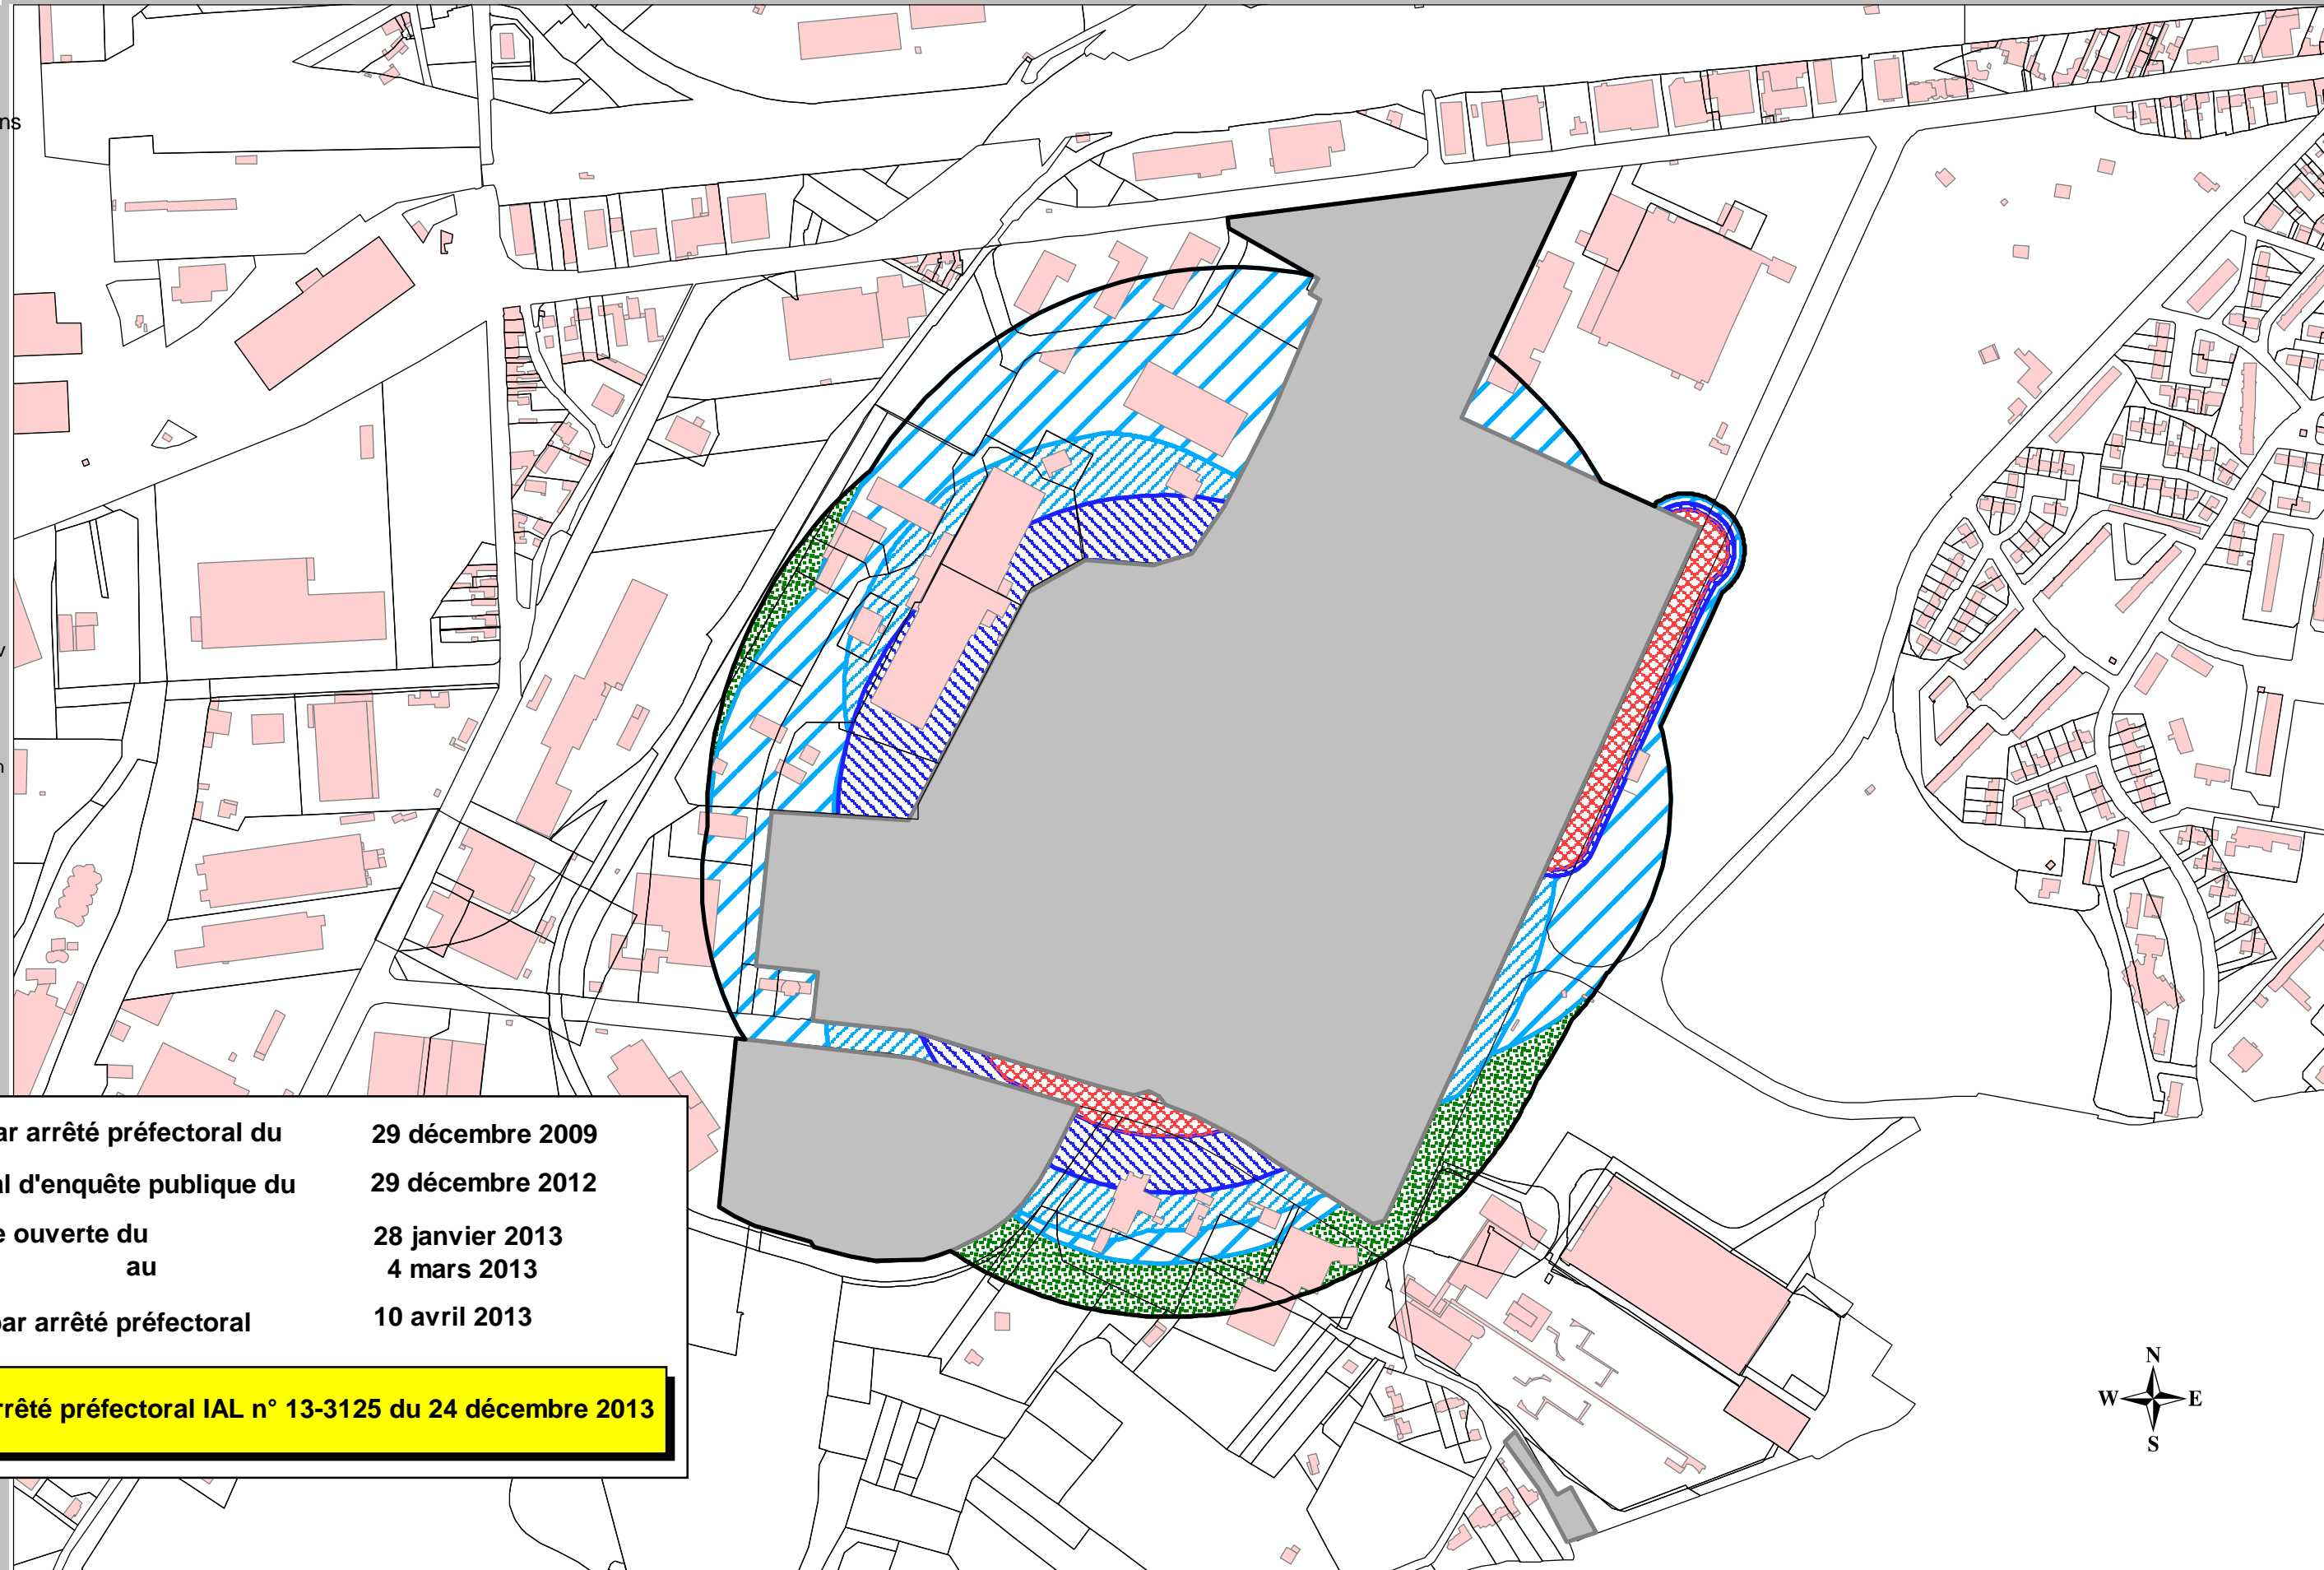 ns
v
n
ar arrêté préfectoral du 29 décembre 2009
al d'enquête publique du 29 décembre 2012
e ouverte du 28 janvier 2013
au 4 mars 2013
par arrêté préfectoral 10 avril 2013
rrêté préfectoral IAL n° 13-3125 du 24 décembre 2013
N
W E
S